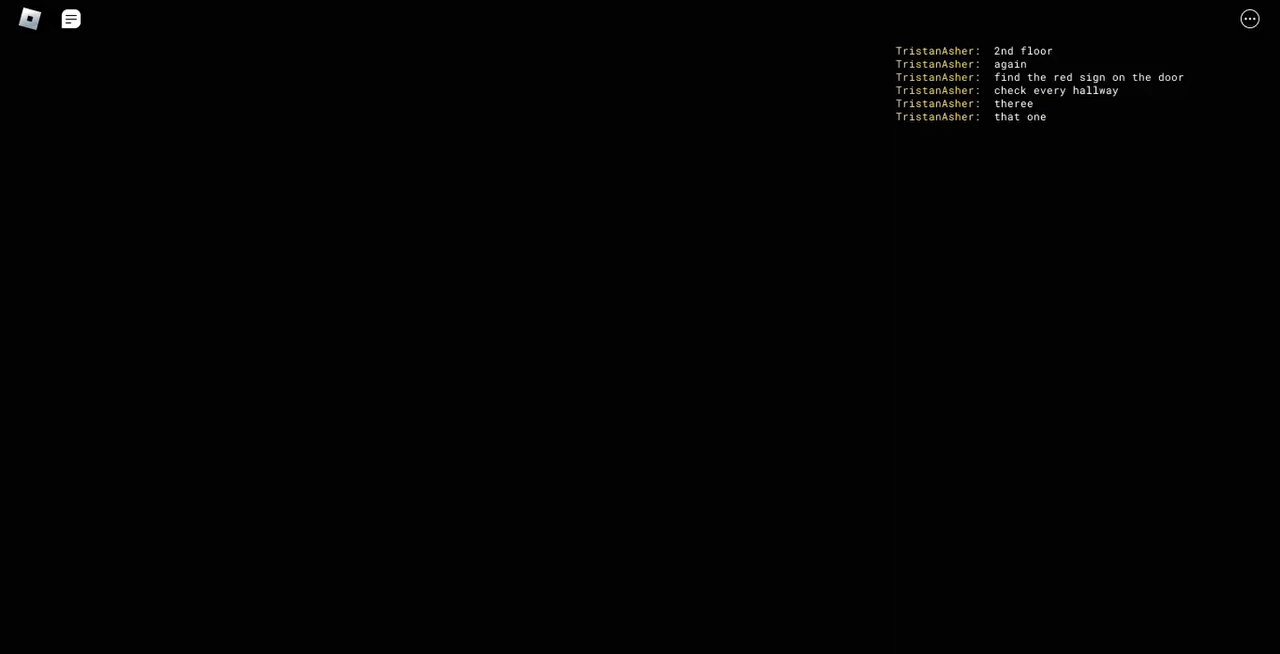 TristanAsher: 2nd floor
TristanAsher: again
TristanAsher: find the red sign on the door
TristanAsher: check every hallway
TristanAsher: theree
TristanAsher: that one